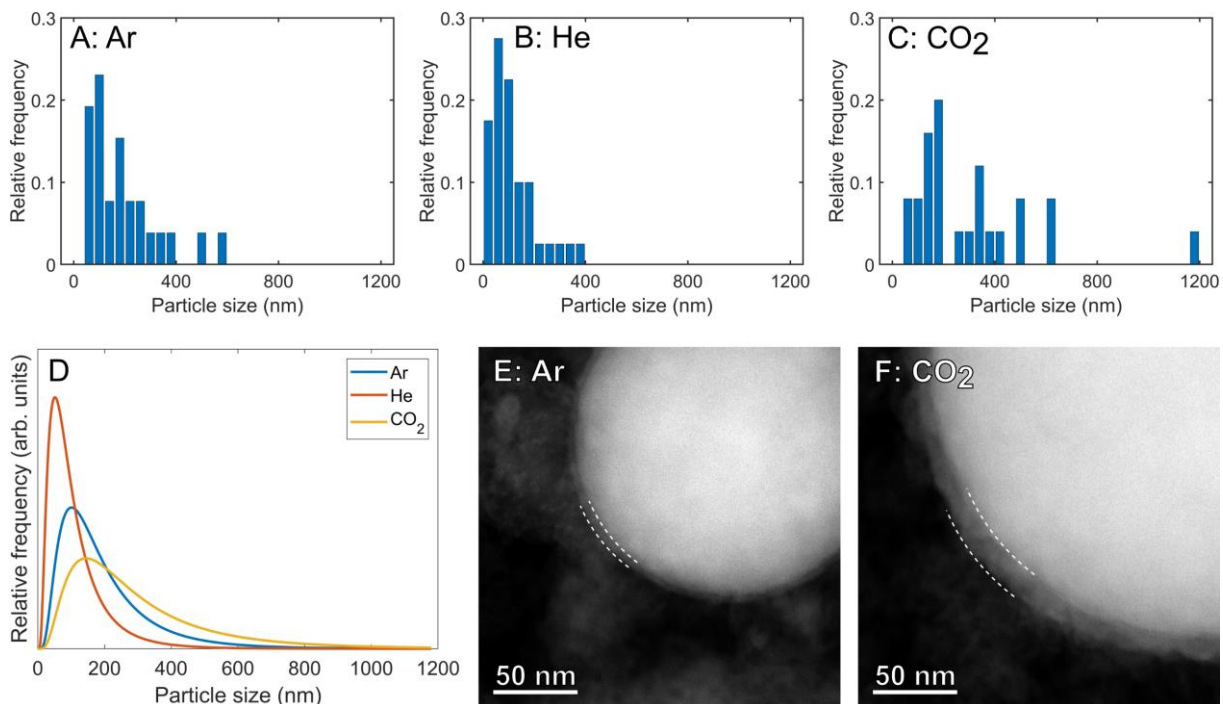 A: Ar
0.3
0.2
0.1
0
Relative frequency
0
400
800
1200
Particle size (nm)
B: He
0.3
0.2
0.1
0
Relative frequency
0
400
800
1200
Particle size (nm)
C: CO2
0.3
0.2
0.1
0
Relative frequency
0
400
800
1200
Particle size (nm)
D
Ar
He
CO2
Relative frequency (arb. units)
0
200
400
600
800
1000
1200
Particle size (nm)
E: Ar
50 nm
F: CO2
50 nm